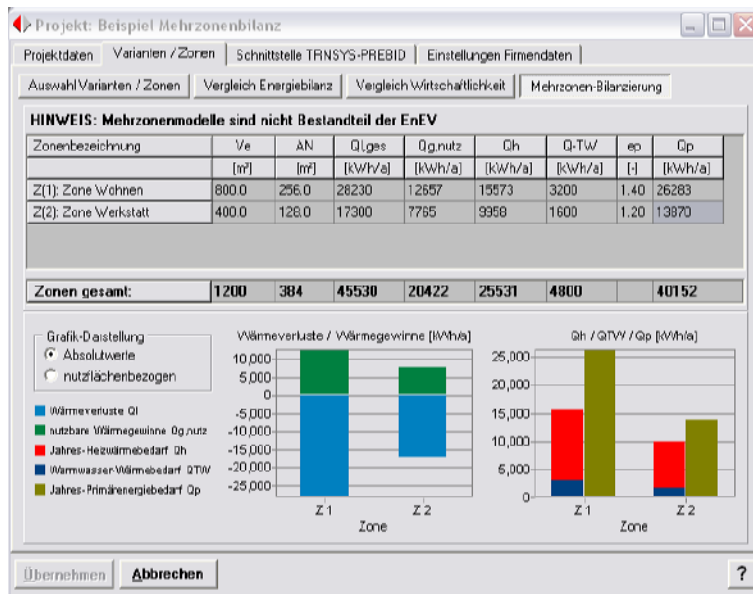 Projekt: Beispiel Mehrzonenbilanz
Projektdaten Varianten / Zonen Schnittstelle TRNSYS-PREBID Einstellungen Firmendaten
Auswahl Varianten / Zonen Vergleich Energiebilanz Vergleich Wirtschaftlichkeit Mehrzonen-Bilanzierung
HINWEIS: Mehrzonenmodelle sind nicht Bestandteil der EnEV
Zonenbezeichnung Ve AN Ql,ges Qg,nutz Qh Q-TW ep Qp
[m³] [m²] [kWh/a] [kWh/a] [kWh/a] [kWh/a] [-] [kWh/a]
Z(1): Zone Wohnen 800.0 256.0 28230 12657 15573 3200 1.40 26283
Z(2): Zone Werkstatt 400.0 128.0 17300 7765 9958 1600 1.20 13870
Zonen gesamt: 1200 384 45530 20422 25531 4800 40152
Grafik-Darstellung
Absolutwerte
nutzflächenbezogen
Wärmeverluste Ql
nutzbare Wärmegewinne Qg,nutz
Jahres-Heizwärmebedarf Qh
Warmwasser-Wärmebedarf QTW
Jahres-Primärenergiebedarf Qp
Wärmeverluste / Wärmegewinne [kWh/a]
10,000
5,000
0
-5,000
-10,000
-15,000
-20,000
-25,000
Z 1 Z 2
Zone
Qh / QTW / Qp [kWh/a]
25,000
20,000
15,000
10,000
5,000
0
Z 1 Z 2
Zone
Übernehmen Abbrechen ?